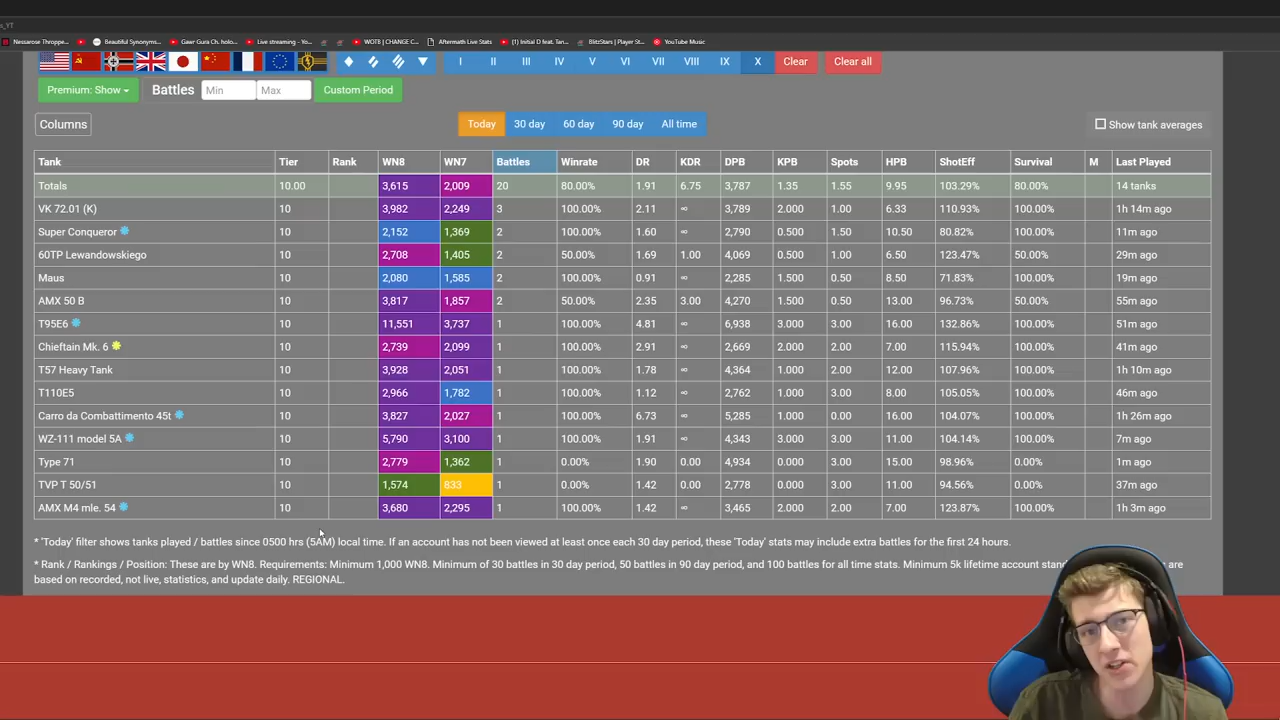 s_YT
Nessarose Throppe... Beautiful Synonyms... Gawr Gura Ch. holo... Live streaming - Yo... WOTB | CHANGE C... Aftermath Live Stats (1) Initial D feat. Tan... BlitzStars | Player St... YouTube Music
I II III IV V VI VII VIII IX X Clear Clear all
Premium: Show Battles Min Max Custom Period
Columns Today 30 day 60 day 90 day All time Show tank averages
Tank Tier Rank WN8 WN7 Battles Winrate DR KDR DPB KPB Spots HPB ShotEff Survival M Last Played
Totals 10.00 3,615 2,009 20 80.00% 1.91 6.75 3,787 1.35 1.55 9.95 103.29% 80.00% 14 tanks
VK 72.01 (K) 10 3,982 2,249 3 100.00% 2.11 ∞ 3,789 2.000 1.00 6.33 110.93% 100.00% 1h 14m ago
Super Conqueror 10 2,152 1,369 2 100.00% 1.60 ∞ 2,790 0.500 1.50 10.50 80.82% 100.00% 11m ago
60TP Lewandowskiego 10 2,708 1,405 2 50.00% 1.69 1.00 4,069 0.500 1.00 6.50 123.47% 50.00% 29m ago
Maus 10 2,080 1,585 2 100.00% 0.91 ∞ 2,285 1.500 0.50 8.50 71.83% 100.00% 19m ago
AMX 50 B 10 3,817 1,857 2 50.00% 2.35 3.00 4,270 1.500 0.50 13.00 96.73% 50.00% 55m ago
T95E6 10 11,551 3,737 1 100.00% 4.81 ∞ 6,938 3.000 3.00 16.00 132.86% 100.00% 51m ago
Chieftain Mk. 6 10 2,739 2,099 1 100.00% 2.91 ∞ 2,669 2.000 2.00 7.00 115.94% 100.00% 41m ago
T57 Heavy Tank 10 3,928 2,051 1 100.00% 1.78 ∞ 4,364 1.000 2.00 12.00 107.96% 100.00% 1h 10m ago
T110E5 10 2,966 1,782 1 100.00% 1.12 ∞ 2,762 1.000 3.00 8.00 105.05% 100.00% 46m ago
Carro da Combattimento 45t 10 3,827 2,027 1 100.00% 6.73 ∞ 5,285 1.000 0.00 16.00 104.07% 100.00% 1h 26m ago
WZ-111 model 5A 10 5,790 3,100 1 100.00% 1.91 ∞ 4,343 3.000 3.00 11.00 104.14% 100.00% 7m ago
Type 71 10 2,779 1,362 1 0.00% 1.90 0.00 4,934 0.000 3.00 15.00 98.96% 0.00% 1m ago
TVP T 50/51 10 1,574 833 1 0.00% 1.42 0.00 2,778 0.000 3.00 11.00 94.56% 0.00% 37m ago
AMX M4 mle. 54 10 3,680 2,295 1 100.00% 1.42 ∞ 3,465 2.000 2.00 7.00 123.87% 100.00% 1h 3m ago
* 'Today' filter shows tanks played / battles since 0500 hrs (5AM) local time. If an account has not been viewed at least once each 30 day period, these 'Today' stats may include extra battles for the first 24 hours.
* Rank / Rankings / Position: These are by WN8. Requirements: Minimum 1,000 WN8. Minimum of 30 battles in 30 day period, 50 battles in 90 day period, and 100 battles for all time stats. Minimum 5k lifetime account stan are
based on recorded, not live, statistics, and update daily. REGIONAL.